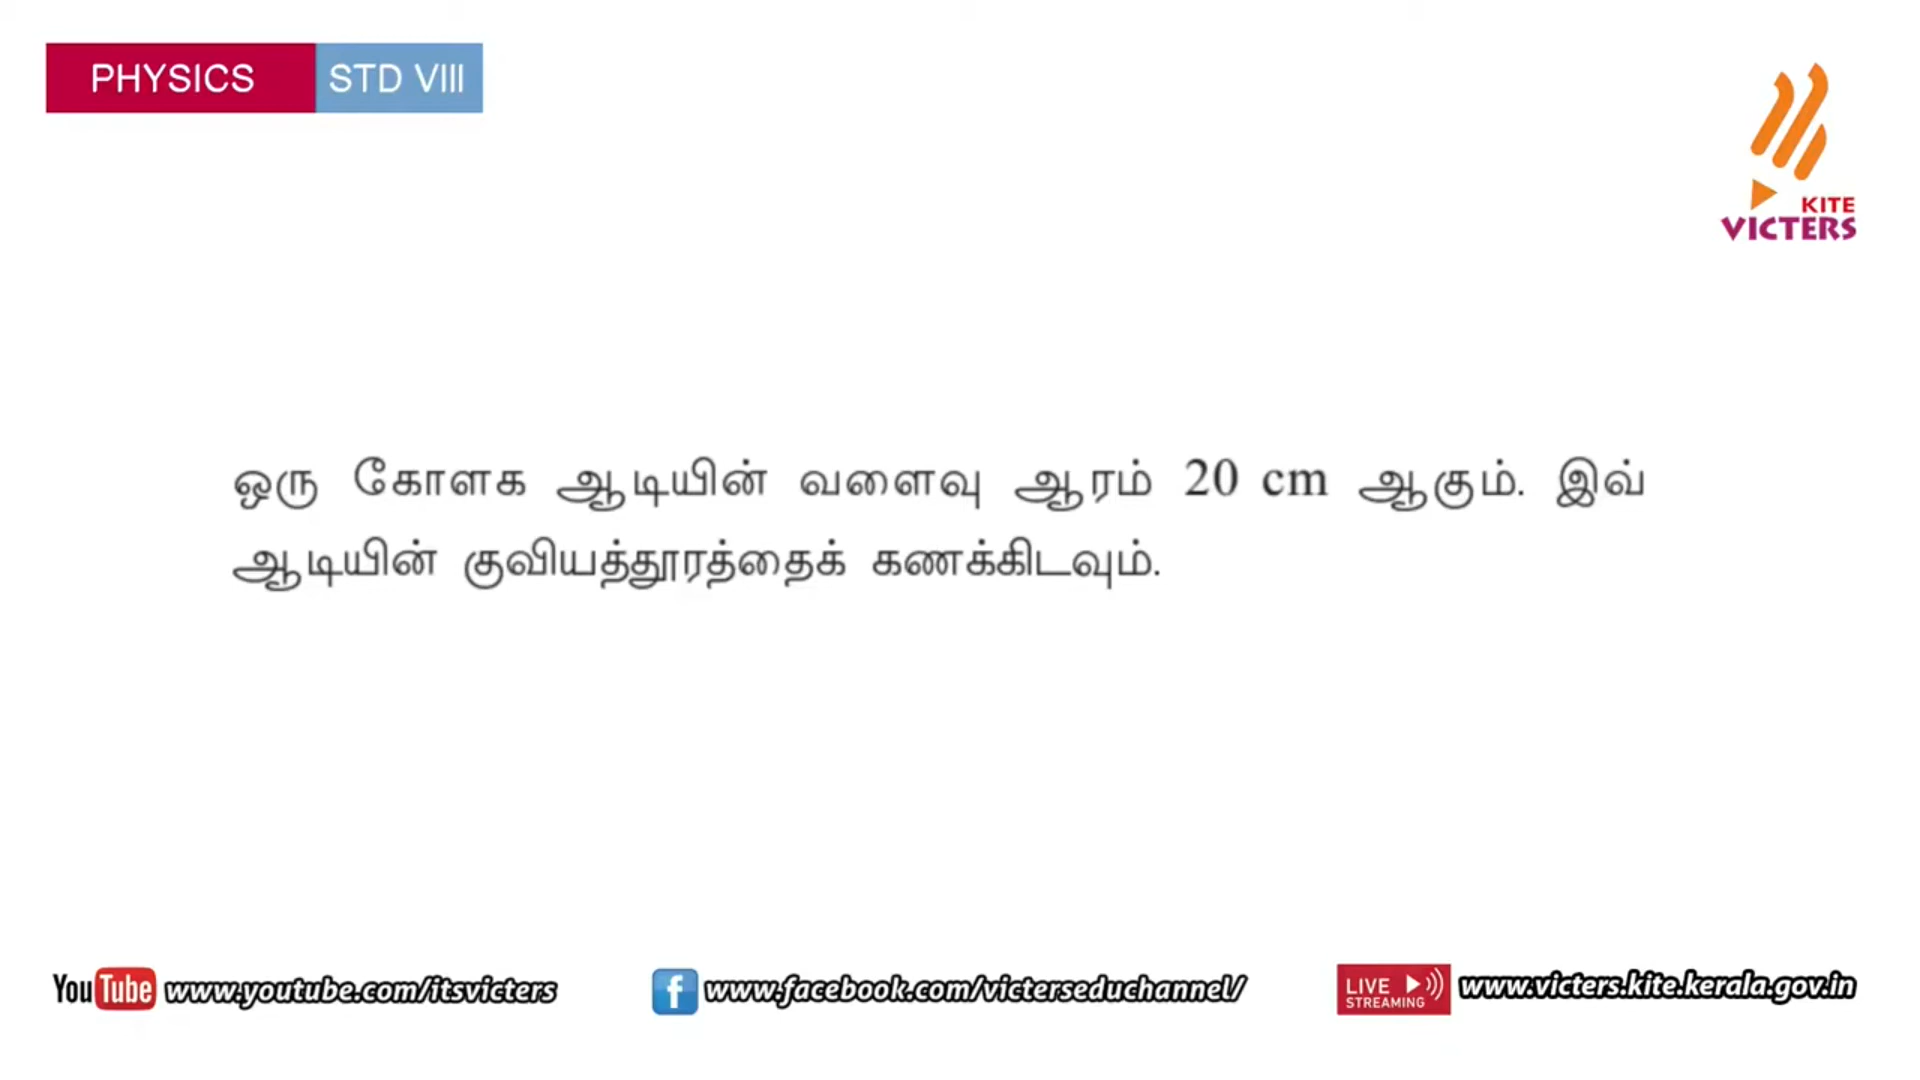 PHYSICS STD VIII
KITE
VICTERS
ஒரு கோளக ஆடியின் வளைவு ஆரம் 20 cm ஆகும். இவ்
ஆடியின் குவியத்தூரத்தைக் கணக்கிடவும்.
YouTube www.youtube.com/itsvicters f www.facebook.com/victerseduchannel/ LIVE STREAMING www.victers.kite.kerala.gov.in